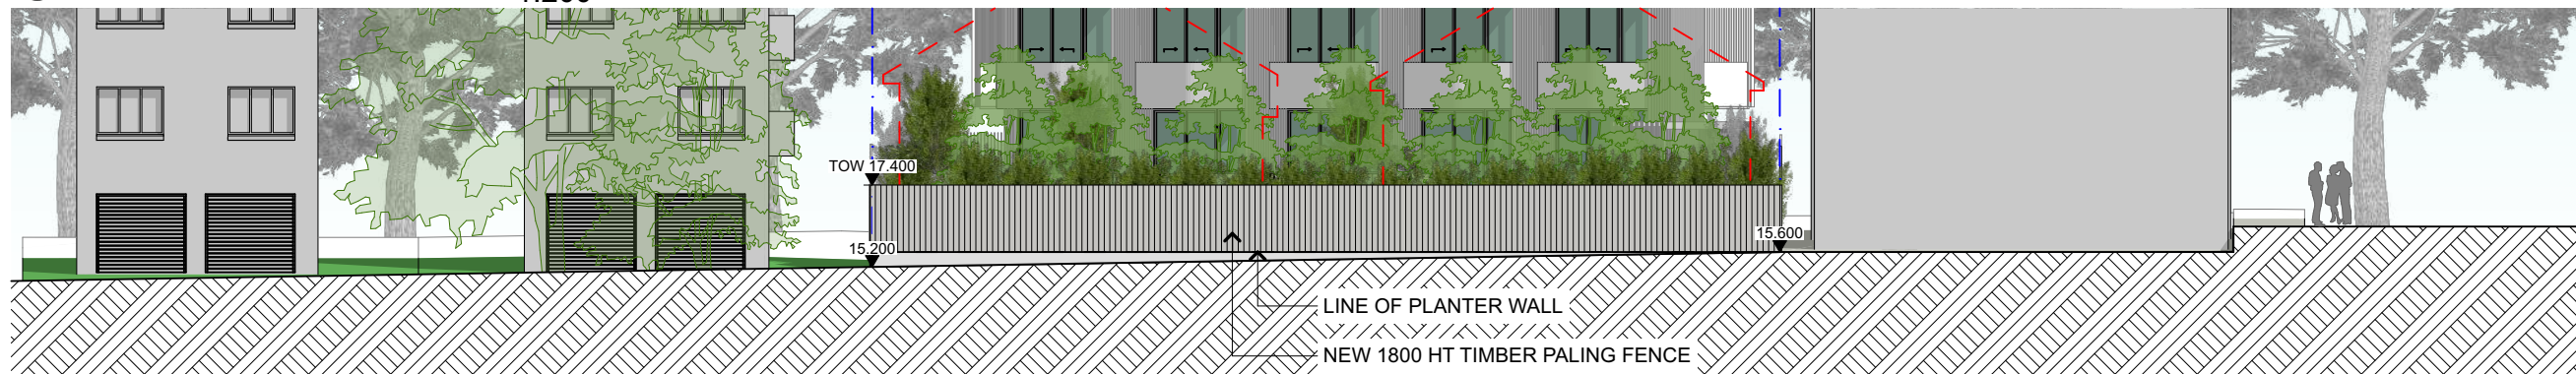 TOW 17.400
15.200
15.600
LINE OF PLANTER WALL
NEW 1800 HT TIMBER PALING FENCE